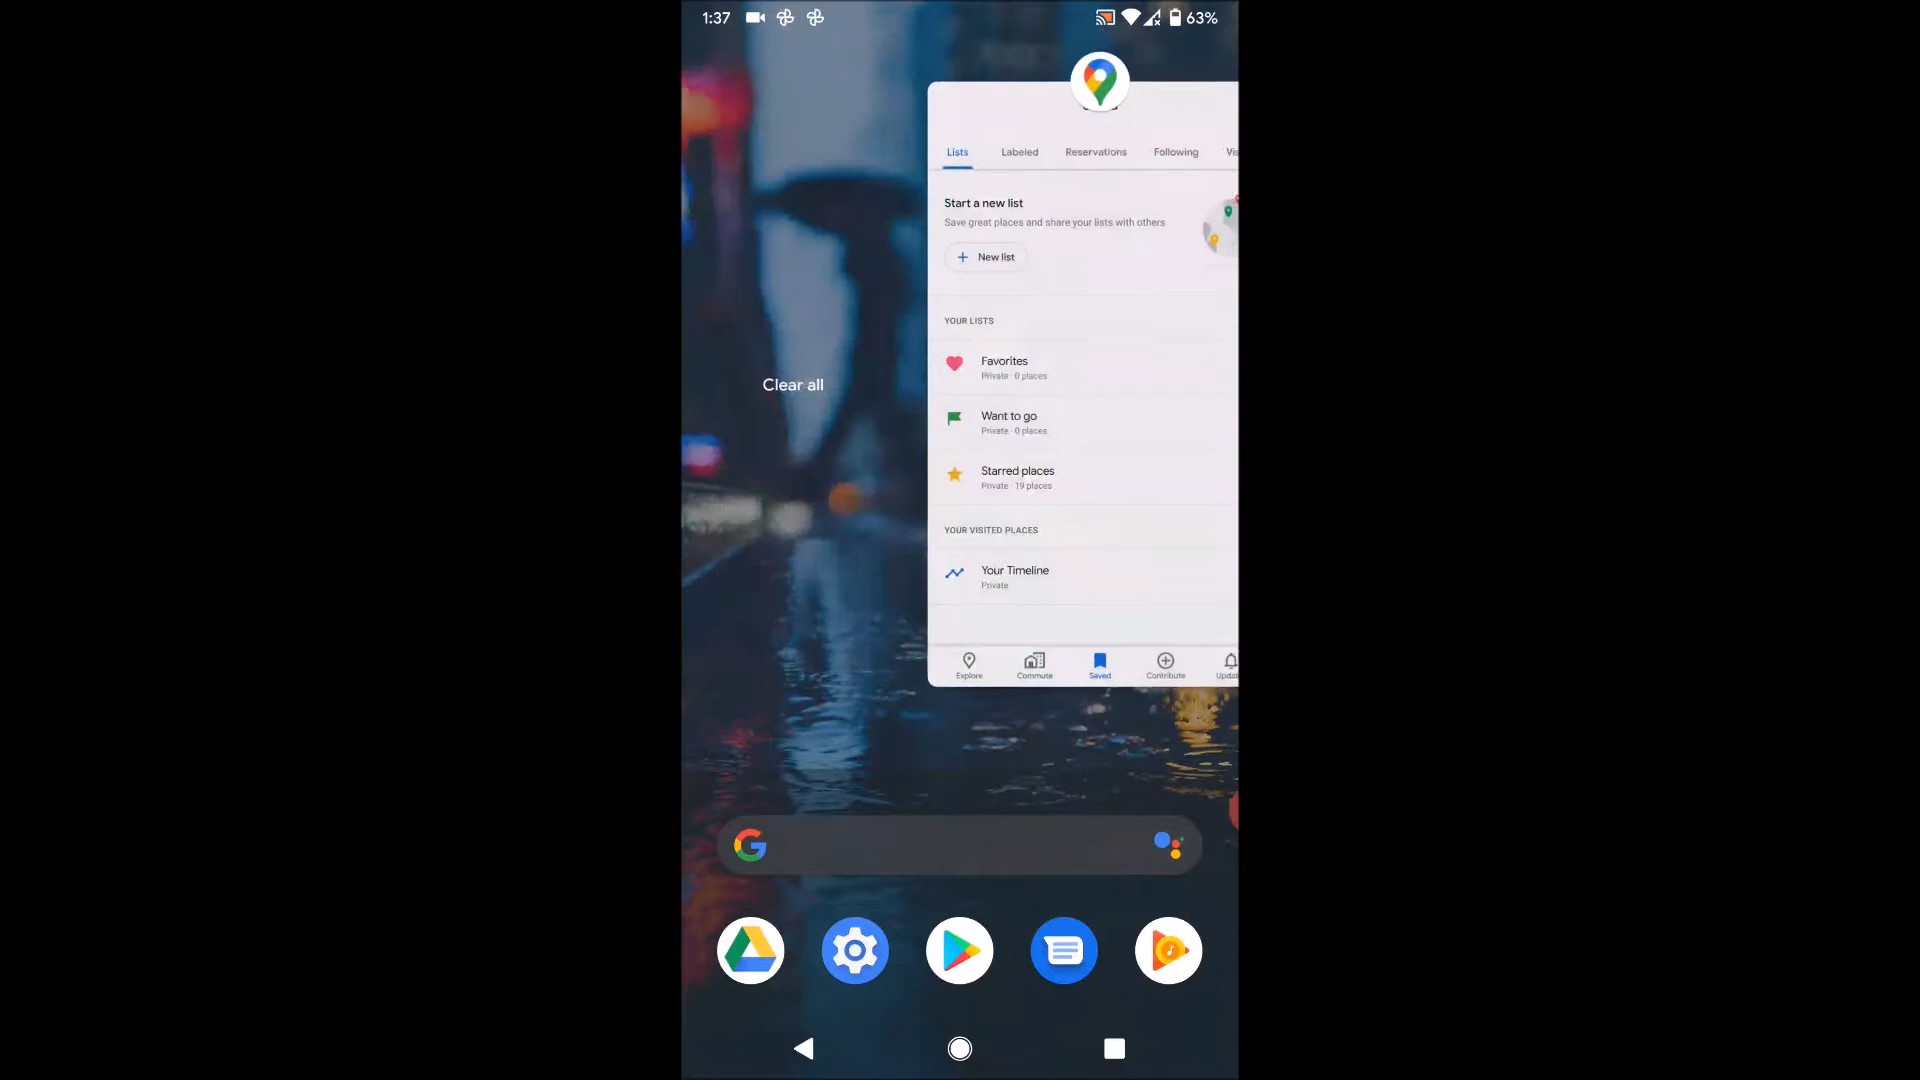 1:37
63%
Lists Labeled Reservations Following
Start a new list
Save great places and share your lists with others
New list
YOUR LISTS
Favorites
Private · 0 places
Want to go
Private · 0 places
Starred places
Private · 19 places
YOUR VISITED PLACES
Your Timeline
Private
Explore Commute Saved Contribute
Clear all